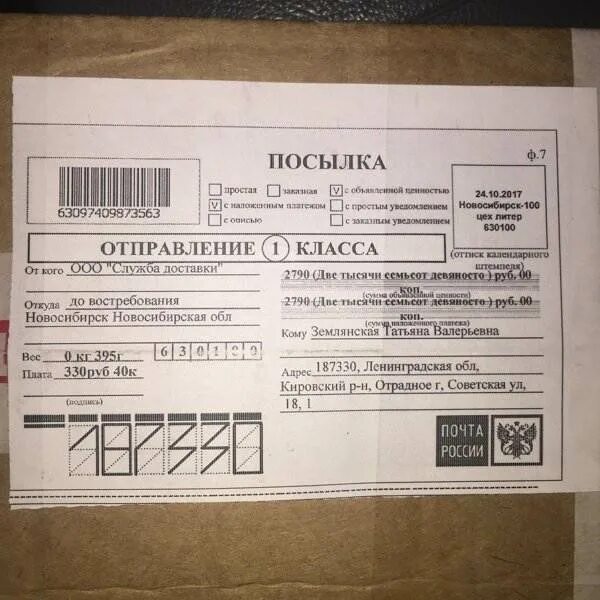 ф.7
ПОСЫЛКА
простая заказная V с объявленной ценностью
V с наложенным платежом с простым уведомлением
с описью с заказным уведомлением
63097409873563
24.10.2017
Новосибирск-100
цех литер
630100
(оттиск календарного
штемпеля)
ОТПРАВЛЕНИЕ 1 КЛАССА
От кого ООО "Служба доставки"
Откуда до востребования
Новосибирск Новосибирская обл
630100
Вес 0 кг 395г
Плата 330руб 40к
(подпись)
2790 (Две тысячи семьсот девяносто ) руб. 00
коп.
(сумма объявленной ценности)
2790 (Две тысячи семьсот девяносто ) руб. 00
коп.
(сумма наложенного платежа)
Кому Землянская Татьяна Валерьевна
Адрес 187330, Ленинградская обл,
Кировский р-н, Отрадное г, Советская ул,
18, 1
187330
ПОЧТА
РОССИИ